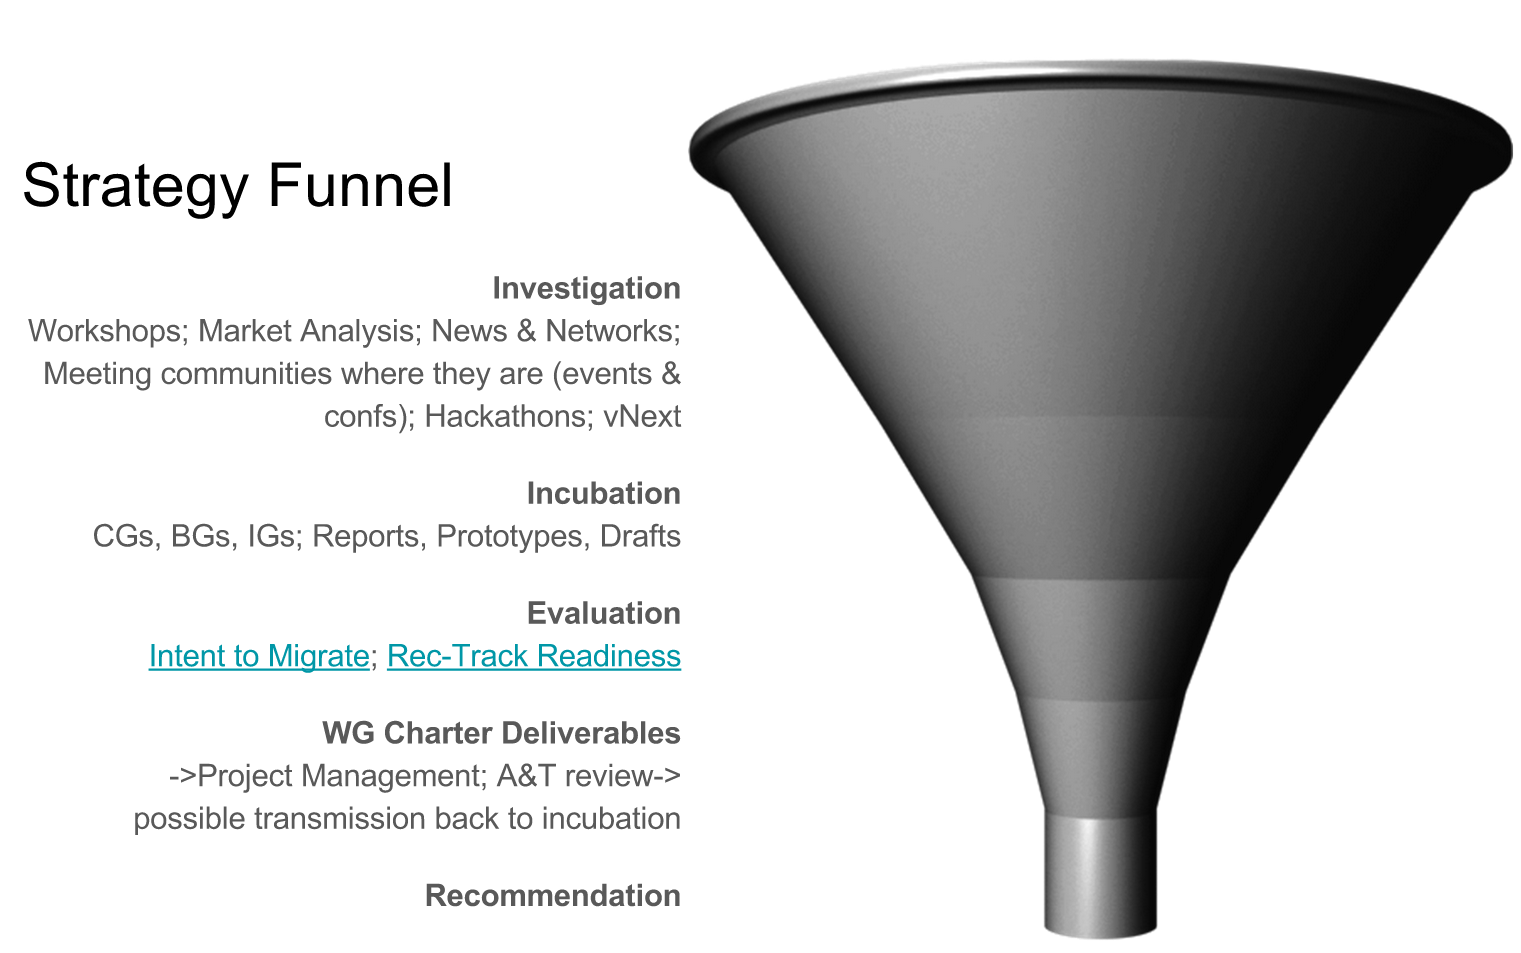 Strategy Funnel
Investigation
Workshops; Market Analysis; News & Networks;
Meeting communities where they are (events &
confs); Hackathons; vNext
Incubation
CGs, BGs, IGs; Reports, Prototypes, Drafts
Evaluation
Intent to Migrate; Rec-Track Readiness
WG Charter Deliverables
->Project Management; A&T review->
possible transmission back to incubation
Recommendation